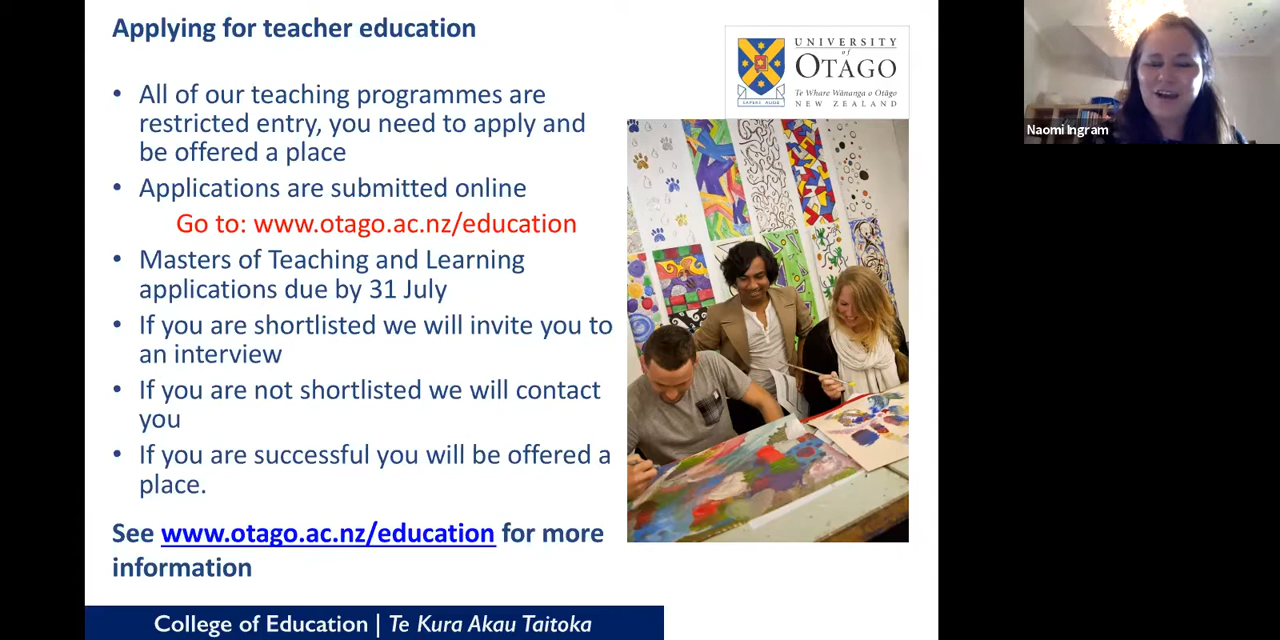 Applying for teacher education
UNIVERSITY
of
OTAGO
Te Whare Wānanga o Otāgo
NEW ZEALAND
SAPERE AUDE
• All of our teaching programmes are
restricted entry, you need to apply and
be offered a place
• Applications are submitted online
Go to: www.otago.ac.nz/education
• Masters of Teaching and Learning
applications due by 31 July
• If you are shortlisted we will invite you to
an interview
• If you are not shortlisted we will contact
you
• If you are successful you will be offered a
place.
See www.otago.ac.nz/education for more
information
College of Education | Te Kura Akau Taitoka
Naomi Ingram